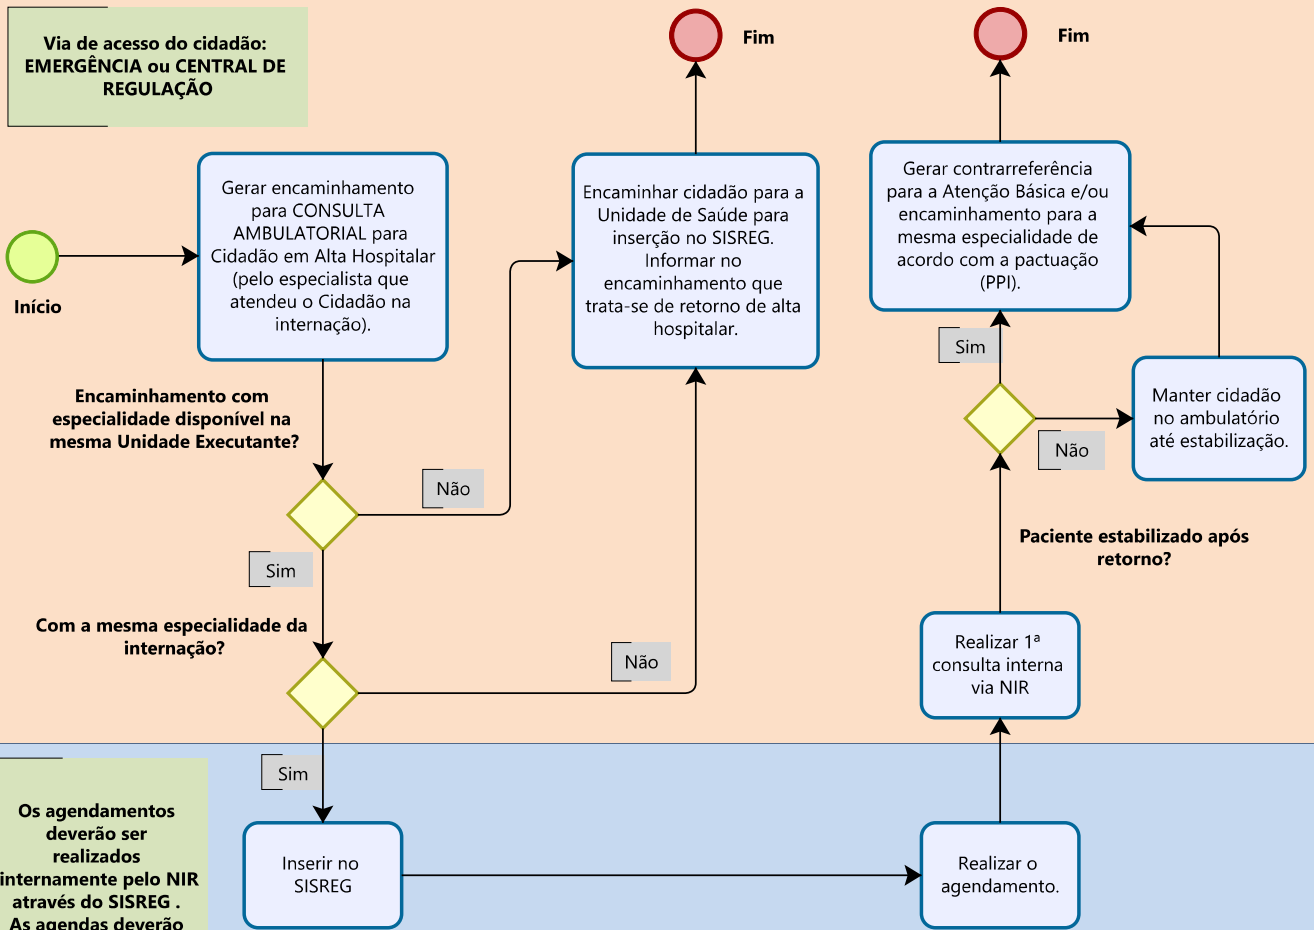 Via de acesso do cidadão:
EMERGÊNCIA ou CENTRAL DE
REGULAÇÃO
Fim
Fim
Início
Gerar encaminhamento
para CONSULTA
AMBULATORIAL para
Cidadão em Alta Hospitalar
(pelo especialista que
atendeu o Cidadão na
internação).
Encaminhar cidadão para a
Unidade de Saúde para
inserção no SISREG.
Informar no
encaminhamento que
trata-se de retorno de alta
hospitalar.
Gerar contrarreferência
para a Atenção Básica e/ou
encaminhamento para a
mesma especialidade de
acordo com a pactuação
(PPI).
Sim
Manter cidadão
no ambulatório
até estabilização.
Não
Encaminhamento com
especialidade disponível na
mesma Unidade Executante?
Não
Sim
Paciente estabilizado após
retorno?
Com a mesma especialidade da
internação?
Não
Realizar 1ª
consulta interna
via NIR
Sim
Os agendamentos
deverão ser
realizados
internamente pelo NIR
através do SISREG .
As agendas deverão
Inserir no
SISREG
Realizar o
agendamento.